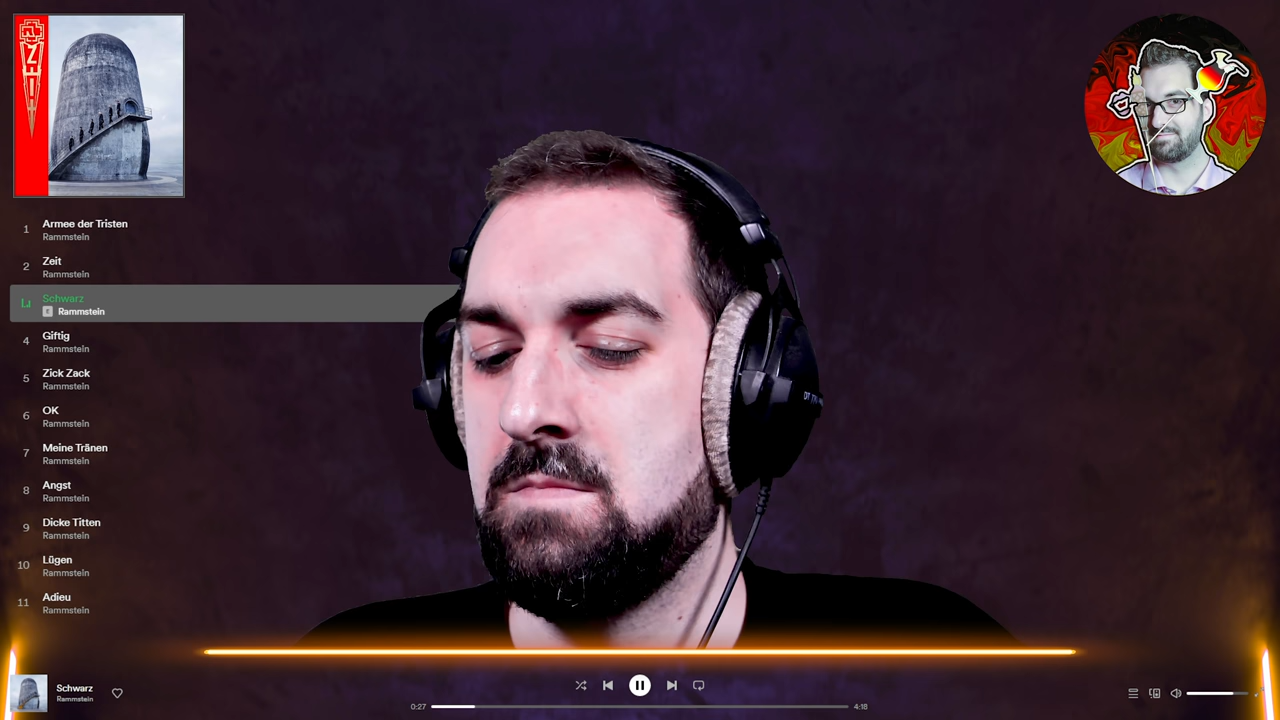 ZEIT
1
Armee der Tristen
Rammstein
2
Zeit
Rammstein
Schwarz
E Rammstein
4
Giftig
Rammstein
5
Zick Zack
Rammstein
6
OK
Rammstein
7
Meine Tränen
Rammstein
8
Angst
Rammstein
9
Dicke Titten
Rammstein
10
Lügen
Rammstein
11
Adieu
Rammstein
Schwarz
Rammstein
0:27
4:18